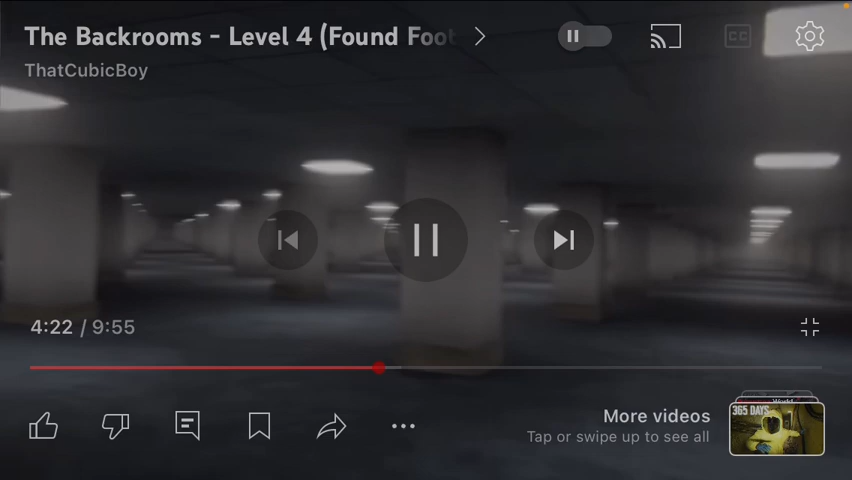 The Backrooms - Level 4 (Found Foot
ThatCubicBoy
CC
4:22 / 9:55
More videos
Tap or swipe up to see all
365 DAYS